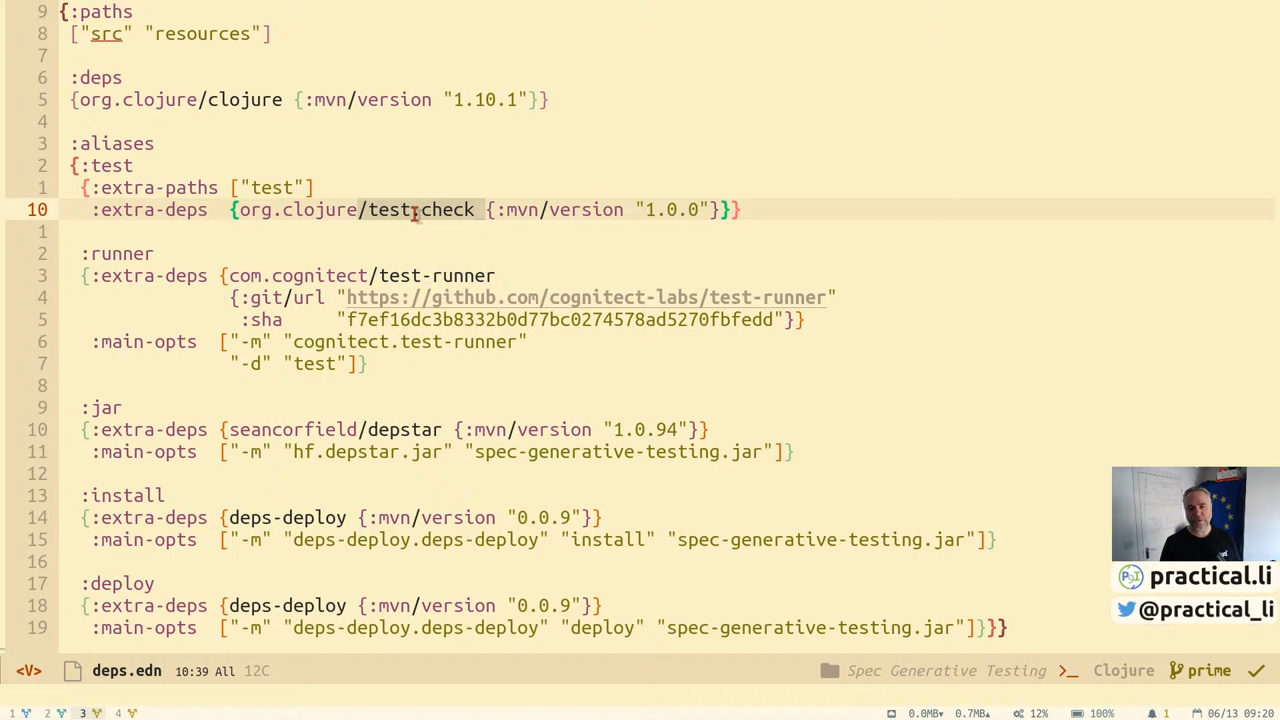 9 {:paths
8 ["src" "resources"]
7
6 :deps
5 {org.clojure/clojure {:mvn/version "1.10.1"}}
4
3 :aliases
2 {:test
1 {:extra-paths ["test"]
10 :extra-deps {org.clojure/test.check {:mvn/version "1.0.0"}}}
1
2 :runner
3 {:extra-deps {com.cognitect/test-runner
4 {:git/url "https://github.com/cognitect-labs/test-runner"
5 :sha "f7ef16dc3b8332b0d77bc0274578ad5270fbfedd"}}
6 :main-opts ["-m" "cognitect.test-runner"
7 "-d" "test"]}
8
9 :jar
10 {:extra-deps {seancorfield/depstar {:mvn/version "1.0.94"}}
11 :main-opts ["-m" "hf.depstar.jar" "spec-generative-testing.jar"]}
12
13 :install
14 {:extra-deps {deps-deploy {:mvn/version "0.0.9"}}
15 :main-opts ["-m" "deps-deploy.deps-deploy" "install" "spec-generative-testing.jar"]}
16
17 :deploy
18 {:extra-deps {deps-deploy {:mvn/version "0.0.9"}}
19 :main-opts ["-m" "deps-deploy.deps-deploy" "deploy" "spec-generative-testing.jar"]}}}
practical.li
@practical_li
<V> deps.edn 10:39 All 12C Spec Generative Testing Clojure prime
1 2 3 4 0.0MB 0.7MB 12% 100% 1 06/13 09:20